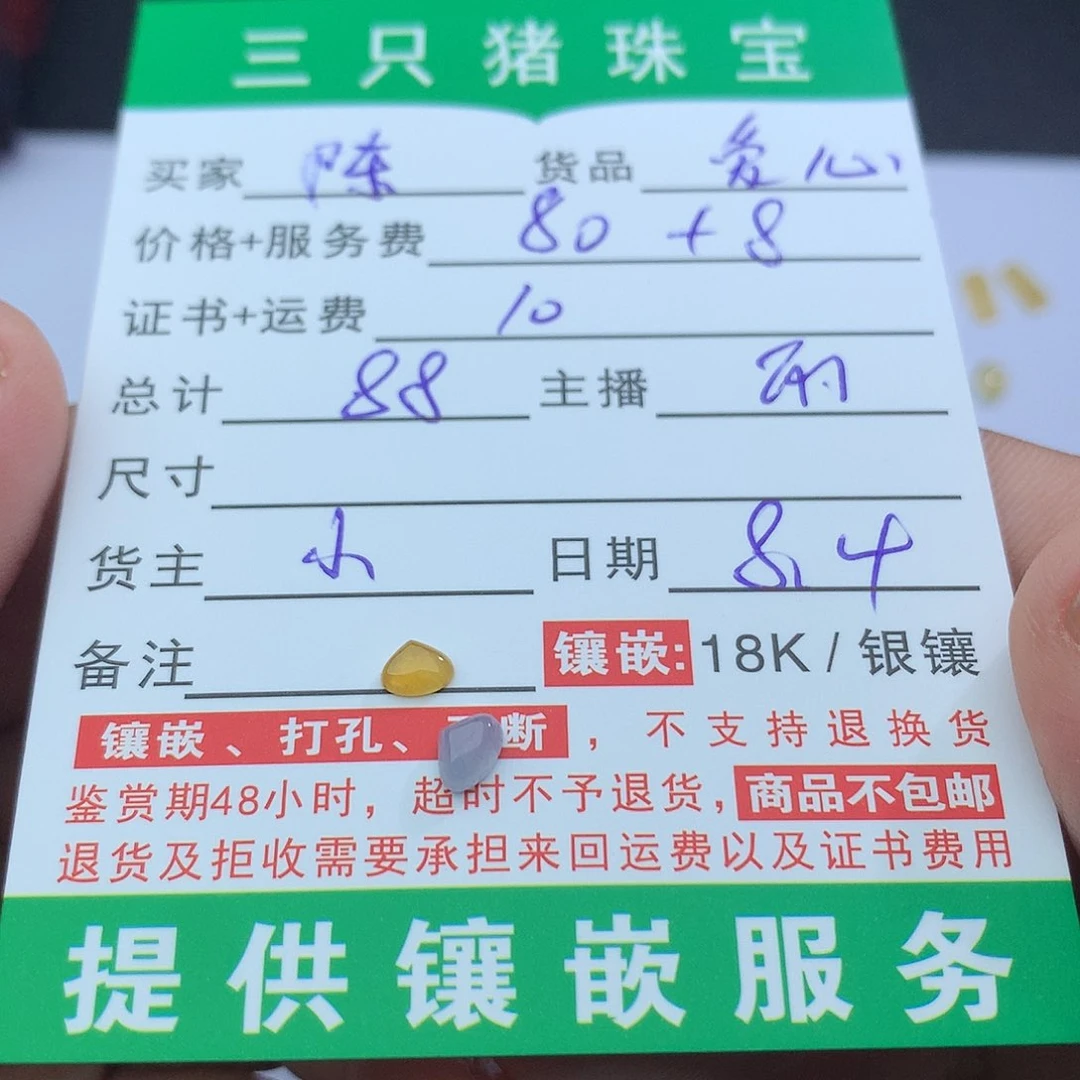 三只猪珠宝
买家 陈 货品 爱心
价格+服务费 80 + 8
证书+运费 10
总计 88 主播
尺寸
货主 小 日期 8.4
备注 镶嵌: 18K / 银镶
镶嵌、打孔、断，不支持退换货
鉴赏期48小时，超时不予退货，商品不包邮
退货及拒收需要承担来回运费以及证书费用
提供镶嵌服务